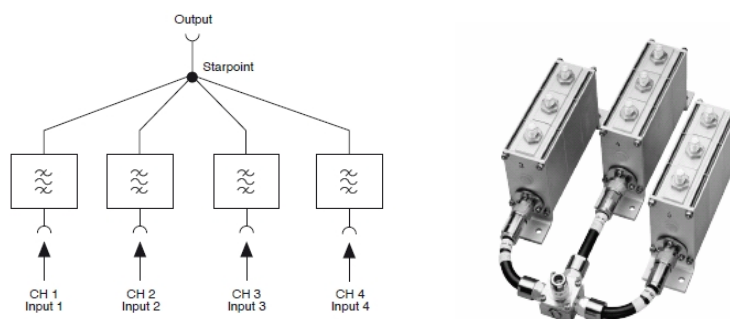 Output
Starpoint
CH 1
Input 1
CH 2
Input 2
CH 3
Input 3
CH 4
Input 4